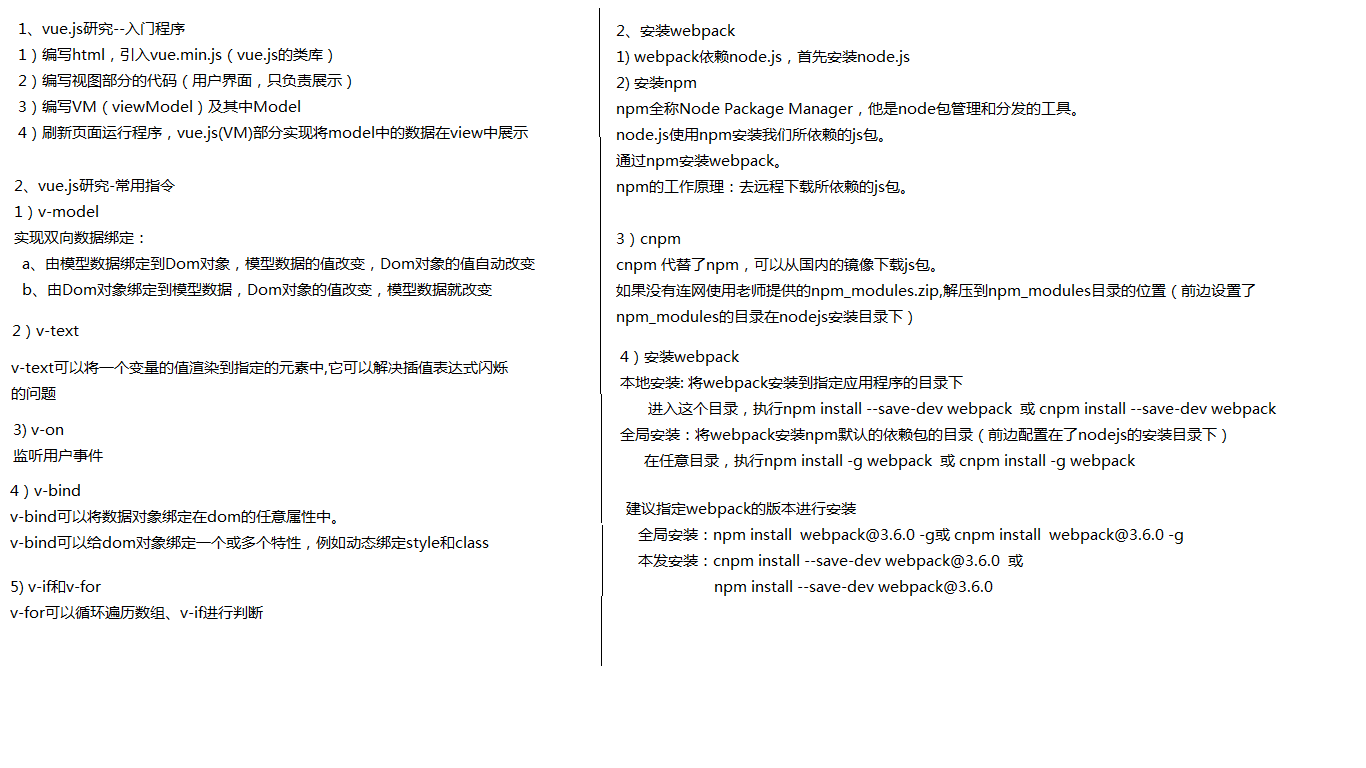 1、vue.js研究--入门程序
1）编写html，引入vue.min.js（vue.js的类库）
2）编写视图部分的代码（用户界面，只负责展示）
3）编写VM（viewModel）及其中Model
4）刷新页面运行程序，vue.js(VM)部分实现将model中的数据在view中展示
2、vue.js研究-常用指令
1）v-model
实现双向数据绑定：
a、由模型数据绑定到Dom对象，模型数据的值改变，Dom对象的值自动改变
b、由Dom对象绑定到模型数据，Dom对象的值改变，模型数据就改变
2）v-text
v-text可以将一个变量的值渲染到指定的元素中,它可以解决插值表达式闪烁
的问题
3) v-on
监听用户事件
4）v-bind
v-bind可以将数据对象绑定在dom的任意属性中。
v-bind可以给dom对象绑定一个或多个特性，例如动态绑定style和class
5) v-if和v-for
v-for可以循环遍历数组、v-if进行判断
2、安装webpack
1) webpack依赖node.js，首先安装node.js
2) 安装npm
npm全称Node Package Manager，他是node包管理和分发的工具。
node.js使用npm安装我们所依赖的js包。
通过npm安装webpack。
npm的工作原理：去远程下载所依赖的js包。
3）cnpm
cnpm 代替了npm，可以从国内的镜像下载js包。
如果没有连网使用老师提供的npm_modules.zip,解压到npm_modules目录的位置（前边设置了
npm_modules的目录在nodejs安装目录下）
4）安装webpack
本地安装: 将webpack安装到指定应用程序的目录下
进入这个目录，执行npm install --save-dev webpack 或 cnpm install --save-dev webpack
全局安装：将webpack安装npm默认的依赖包的目录（前边配置在了nodejs的安装目录下）
在任意目录，执行npm install -g webpack 或 cnpm install -g webpack
建议指定webpack的版本进行安装
全局安装：npm install webpack@3.6.0 -g或 cnpm install webpack@3.6.0 -g
本发安装：cnpm install --save-dev webpack@3.6.0 或
npm install --save-dev webpack@3.6.0